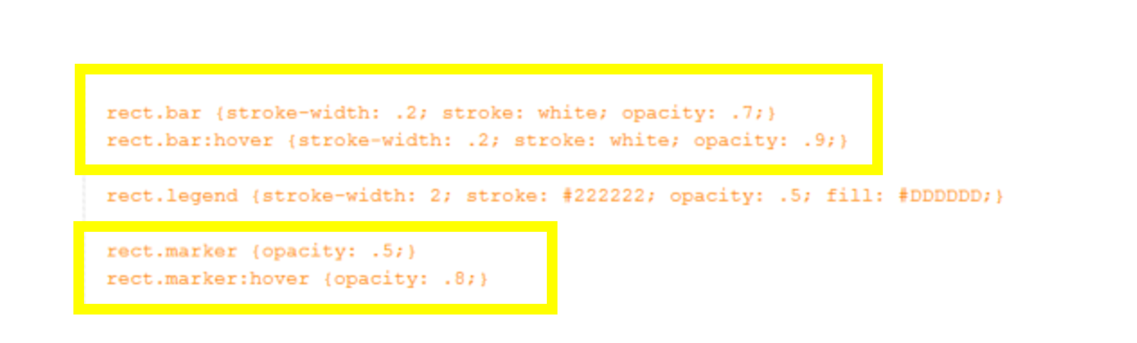 rect.bar {stroke-width: .2; stroke: white; opacity: .7;}
rect.bar:hover {stroke-width: .2; stroke: white; opacity: .9;}
rect.legend {stroke-width: 2; stroke: #222222; opacity: .5; fill: #DDDDDD;}
rect.marker {opacity: .5;}
rect.marker:hover {opacity: .8;}